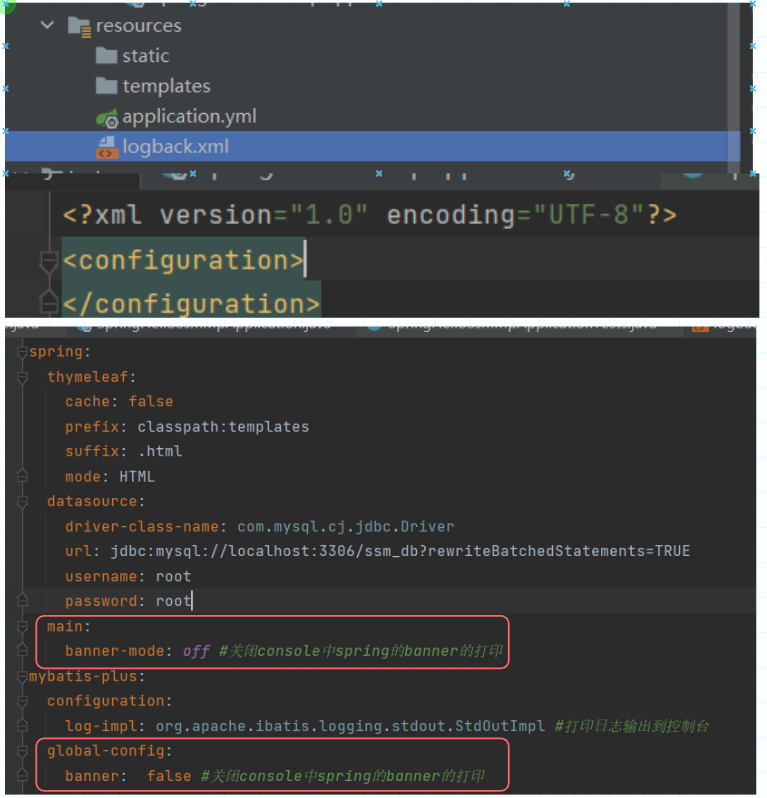 resources
static
templates
application.yml
logback.xml
<?xml version="1.0" encoding="UTF-8"?>
<configuration>
</configuration>
spring:
thymeleaf:
cache: false
prefix: classpath:templates
suffix: .html
mode: HTML
datasource:
driver-class-name: com.mysql.cj.jdbc.Driver
url: jdbc:mysql://localhost:3306/ssm_db?rewriteBatchedStatements=TRUE
username: root
password: root
main:
banner-mode: off #关闭console中spring的banner的打印
mybatis-plus:
configuration:
log-impl: org.apache.ibatis.logging.stdout.StdOutImpl #打印日志输出到控制台
global-config:
banner: false #关闭console中spring的banner的打印